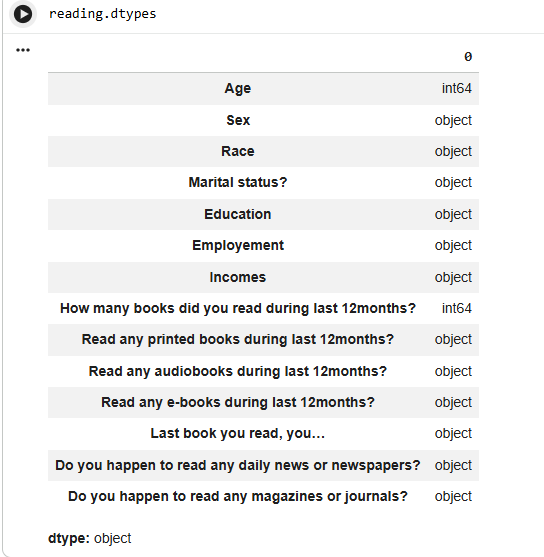 reading.dtypes
0
Age int64
Sex object
Race object
Marital status? object
Education object
Employement object
Incomes object
How many books did you read during last 12months? int64
Read any printed books during last 12months? object
Read any audiobooks during last 12months? object
Read any e-books during last 12months? object
Last book you read, you… object
Do you happen to read any daily news or newspapers? object
Do you happen to read any magazines or journals? object
dtype: object